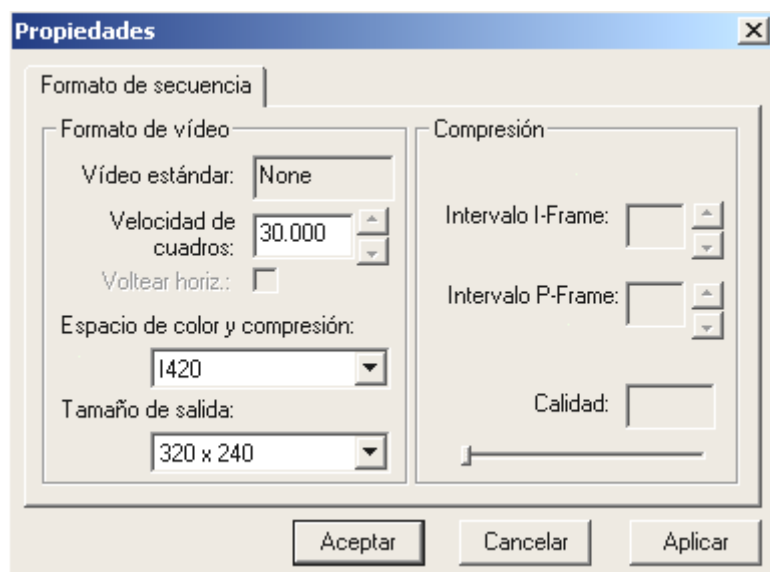 Propiedades
Formato de secuencia
Formato de vídeo
Vídeo estándar: None
Velocidad de
cuadros: 30.000
Voltear horiz.:
Espacio de color y compresión:
I420
Tamaño de salida:
320 x 240
Compresión
Intervalo I-Frame:
Intervalo P-Frame:
Calidad:
Aceptar Cancelar Aplicar